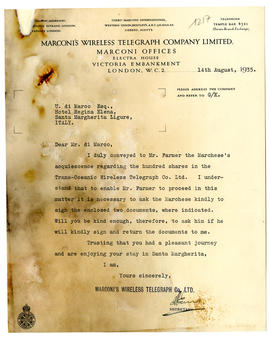 1217
TELEPHONE
TEMPLE BAR 4321
MARCONI'S WIRELESS TELEGRAPH COMPANY LIMITED.
MARCONI OFFICES
ELECTRA HOUSE
VICTORIA EMBANKMENT
LONDON, W.C.2.
14th August, 1935.
PLEASE ADDRESS THE COMPANY
AND REFER TO
U. di Marco Esq.,
Hotel Regina Elena,
Santa Margherita Ligure,
ITALY.
Dear Mr. di Marco,
I duly conveyed to Mr. Farmer the Marchese's
acquiescence regarding the hundred shares in the
Trans-Oceanic Wireless Telegraph Co. Ltd. I under-
stand that to enable Mr. Farmer to proceed in this
matter, it is necessary to ask the Marchese kindly to
sign the enclosed two documents, where indicated.
Will you be kind enough, therefore, to ask him if he
will kindly sign and return the documents to me.
Trusting that you had a pleasant journey
and are enjoying your stay in Santa Margherita,
I am,
Yours sincerely,
MARCONI'S WIRELESS TELEGRAPH Co., LTD.
SECRETARY